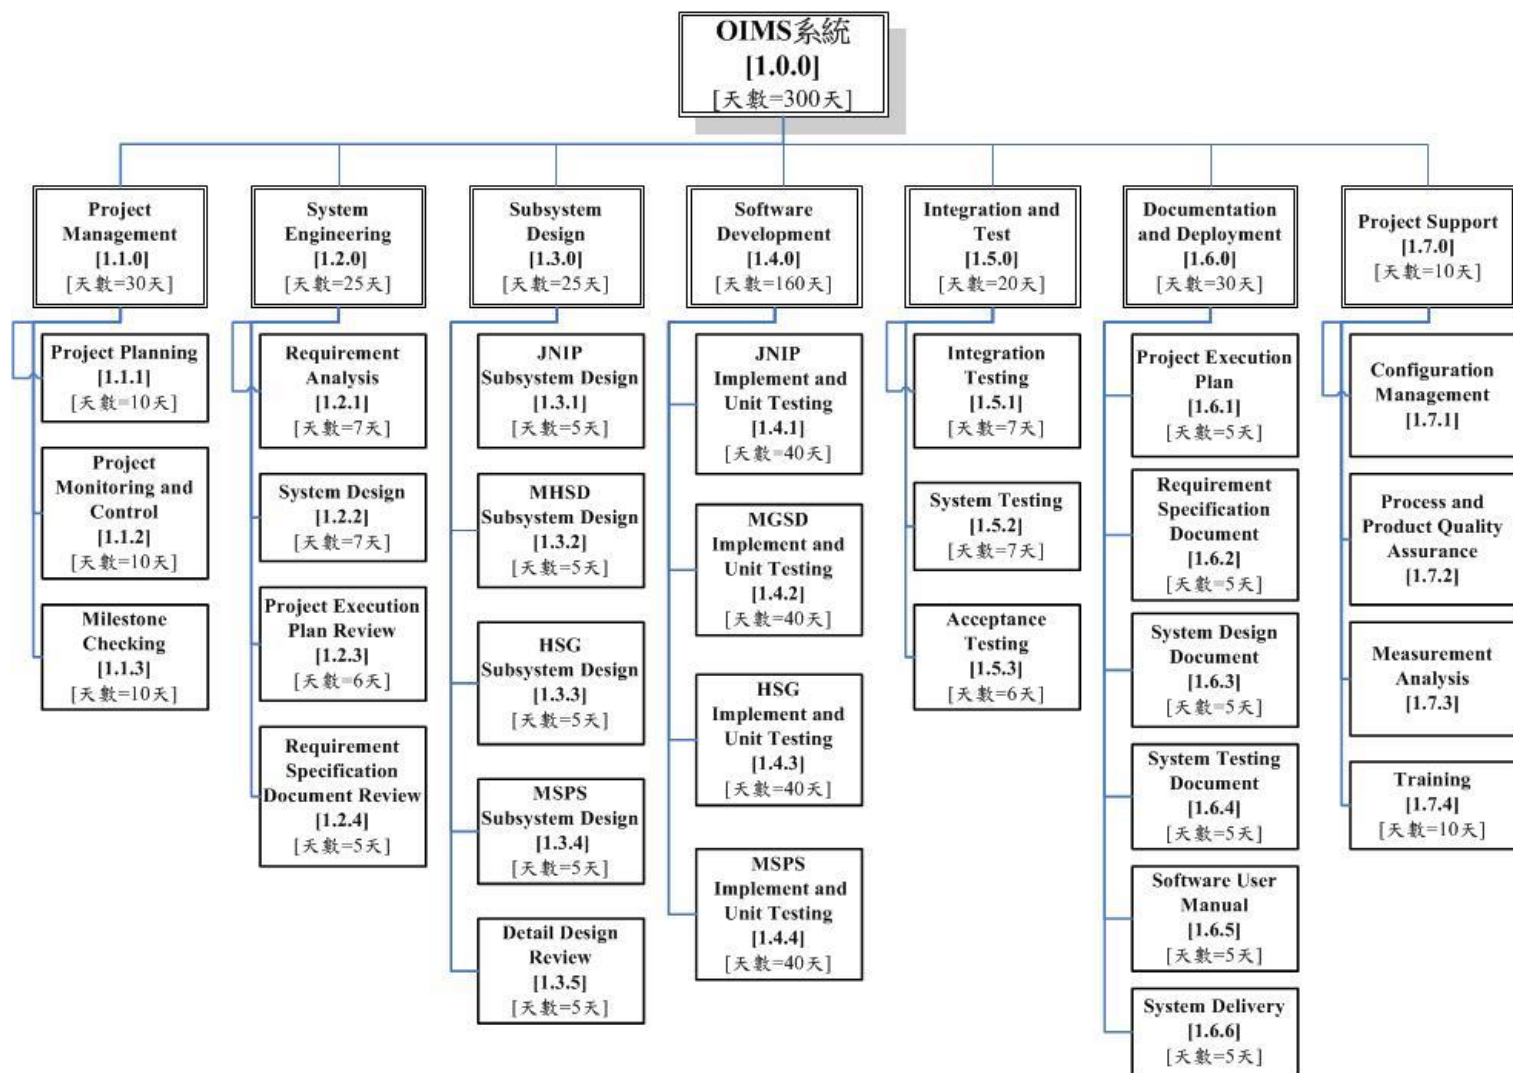 OIMS系統
[1.0.0]
[天數=300天]
Project
Management
[1.1.0]
[天數=30天]
System
Engineering
[1.2.0]
[天數=25天]
Subsystem
Design
[1.3.0]
[天數=25天]
Software
Development
[1.4.0]
[天數=160天]
Integration and
Test
[1.5.0]
[天數=20天]
Documentation
and Deployment
[1.6.0]
[天數=30天]
Project Support
[1.7.0]
[天數=10天]
Project Planning
[1.1.1]
[天數=10天]
Project
Monitoring and
Control
[1.1.2]
[天數=10天]
Milestone
Checking
[1.1.3]
[天數=10天]
Requirement
Analysis
[1.2.1]
[天數=7天]
System Design
[1.2.2]
[天數=7天]
Project Execution
Plan Review
[1.2.3]
[天數=6天]
Requirement
Specification
Document Review
[1.2.4]
[天數=5天]
JNIP
Subsystem Design
[1.3.1]
[天數=5天]
MHSD
Subsystem Design
[1.3.2]
[天數=5天]
HSG
Subsystem Design
[1.3.3]
[天數=5天]
MSPS
Subsystem Design
[1.3.4]
[天數=5天]
Detail Design
Review
[1.3.5]
[天數=5天]
JNIP
Implement and
Unit Testing
[1.4.1]
[天數=40天]
MGSD
Implement and
Unit Testing
[1.4.2]
[天數=40天]
HSG
Implement and
Unit Testing
[1.4.3]
[天數=40天]
MSPS
Implement and
Unit Testing
[1.4.4]
[天數=40天]
Integration
Testing
[1.5.1]
[天數=7天]
System Testing
[1.5.2]
[天數=7天]
Acceptance
Testing
[1.5.3]
[天數=6天]
Project Execution
Plan
[1.6.1]
[天數=5天]
Requirement
Specification
Document
[1.6.2]
[天數=5天]
System Design
Document
[1.6.3]
[天數=5天]
System Testing
Document
[1.6.4]
[天數=5天]
Software User
Manual
[1.6.5]
[天數=5天]
System Delivery
[1.6.6]
[天數=5天]
Configuration
Management
[1.7.1]
Process and
Product Quality
Assurance
[1.7.2]
Measurement
Analysis
[1.7.3]
Training
[1.7.4]
[天數=10天]